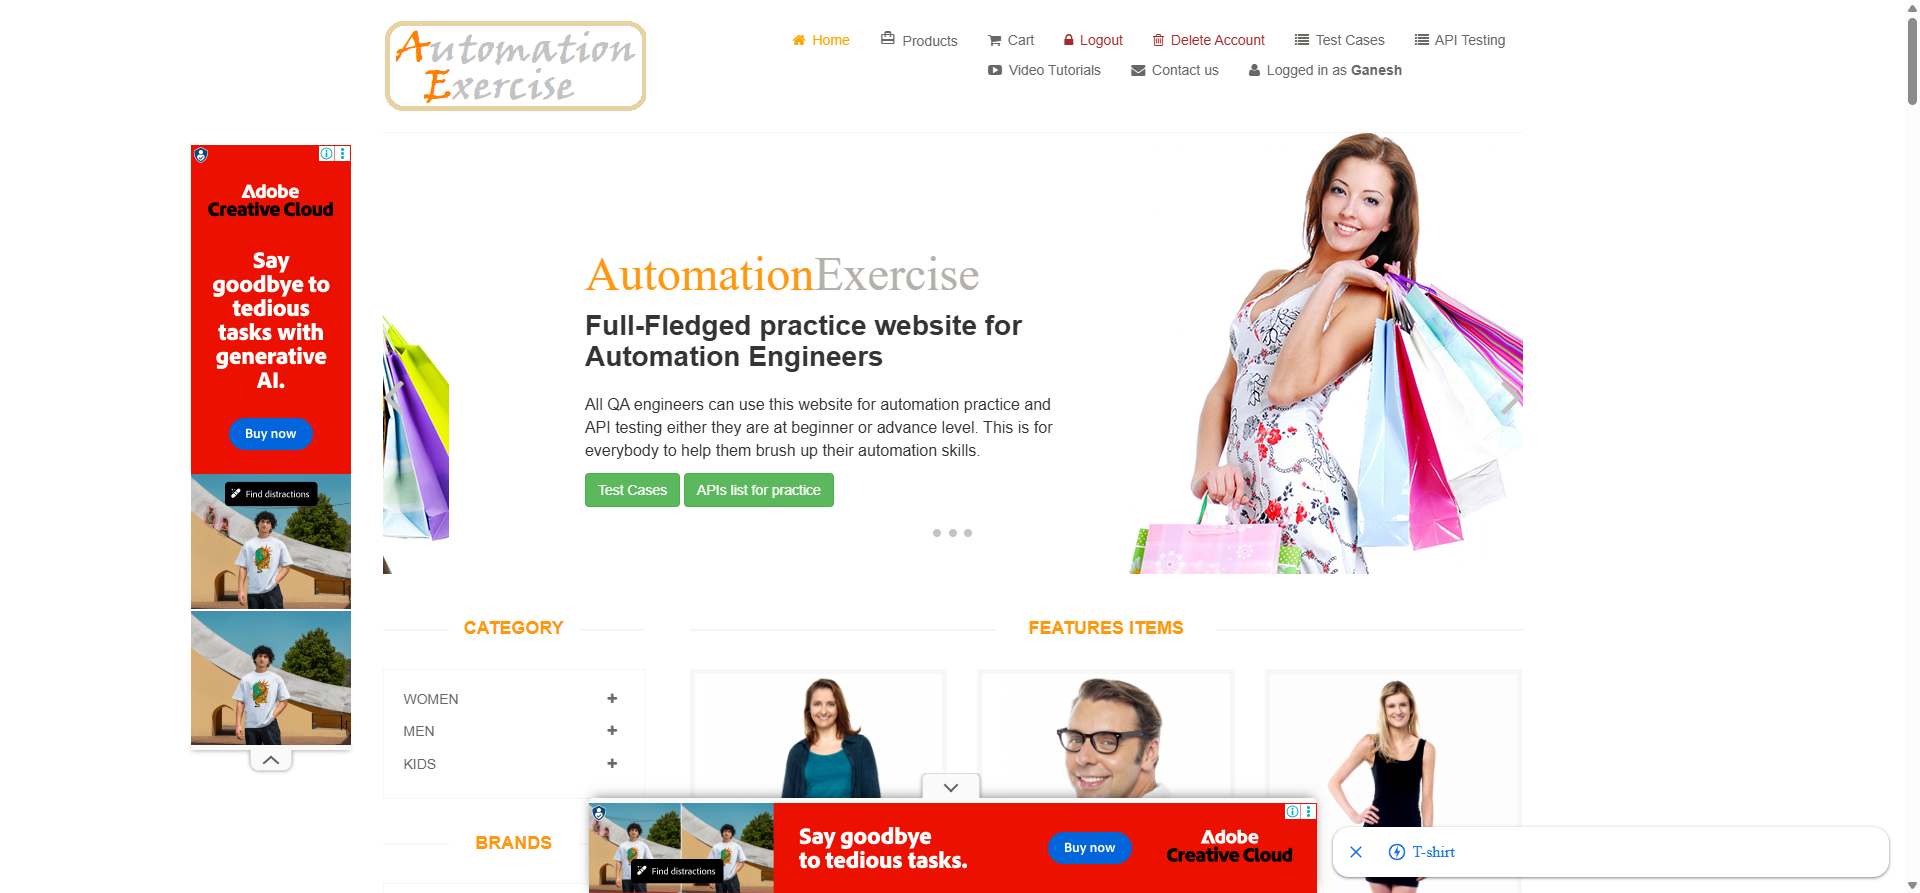 Automation
Exercise
Home
Products
Cart
Logout
Delete Account
Test Cases
API Testing
Video Tutorials
Contact us
Logged in as Ganesh
Adobe
Creative Cloud
Say
goodbye to
tedious
tasks with
generative
AI.
Buy now
Find distractions
AutomationExercise
Full-Fledged practice website for
Automation Engineers
All QA engineers can use this website for automation practice and
API testing either they are at beginner or advance level. This is for
everybody to help them brush up their automation skills.
Test Cases
APIs list for practice
CATEGORY
WOMEN
MEN
KIDS
BRANDS
FEATURES ITEMS
Find distractions
Say goodbye
to tedious tasks.
Buy now
Adobe
Creative Cloud
T-shirt